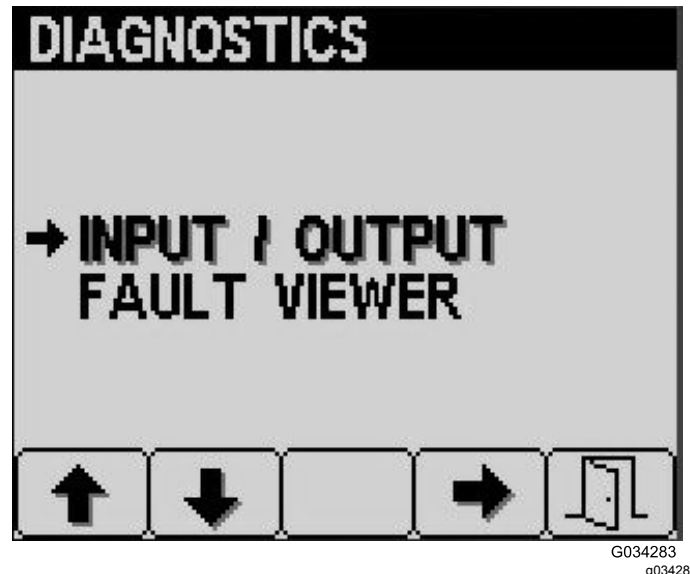 DIAGNOSTICS
INPUT / OUTPUT
FAULT VIEWER
G034283
g03428